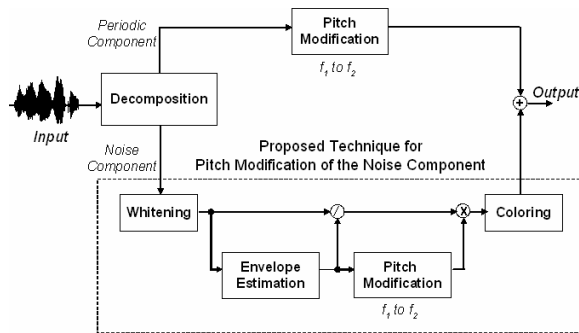 Periodic
Component
Pitch
Modification
f1 to f2
Decomposition
Input
Output
+
Noise
Component
Proposed Technique for
Pitch Modification of the Noise Component
Whitening
/
x
Coloring
Envelope
Estimation
Pitch
Modification
f1 to f2